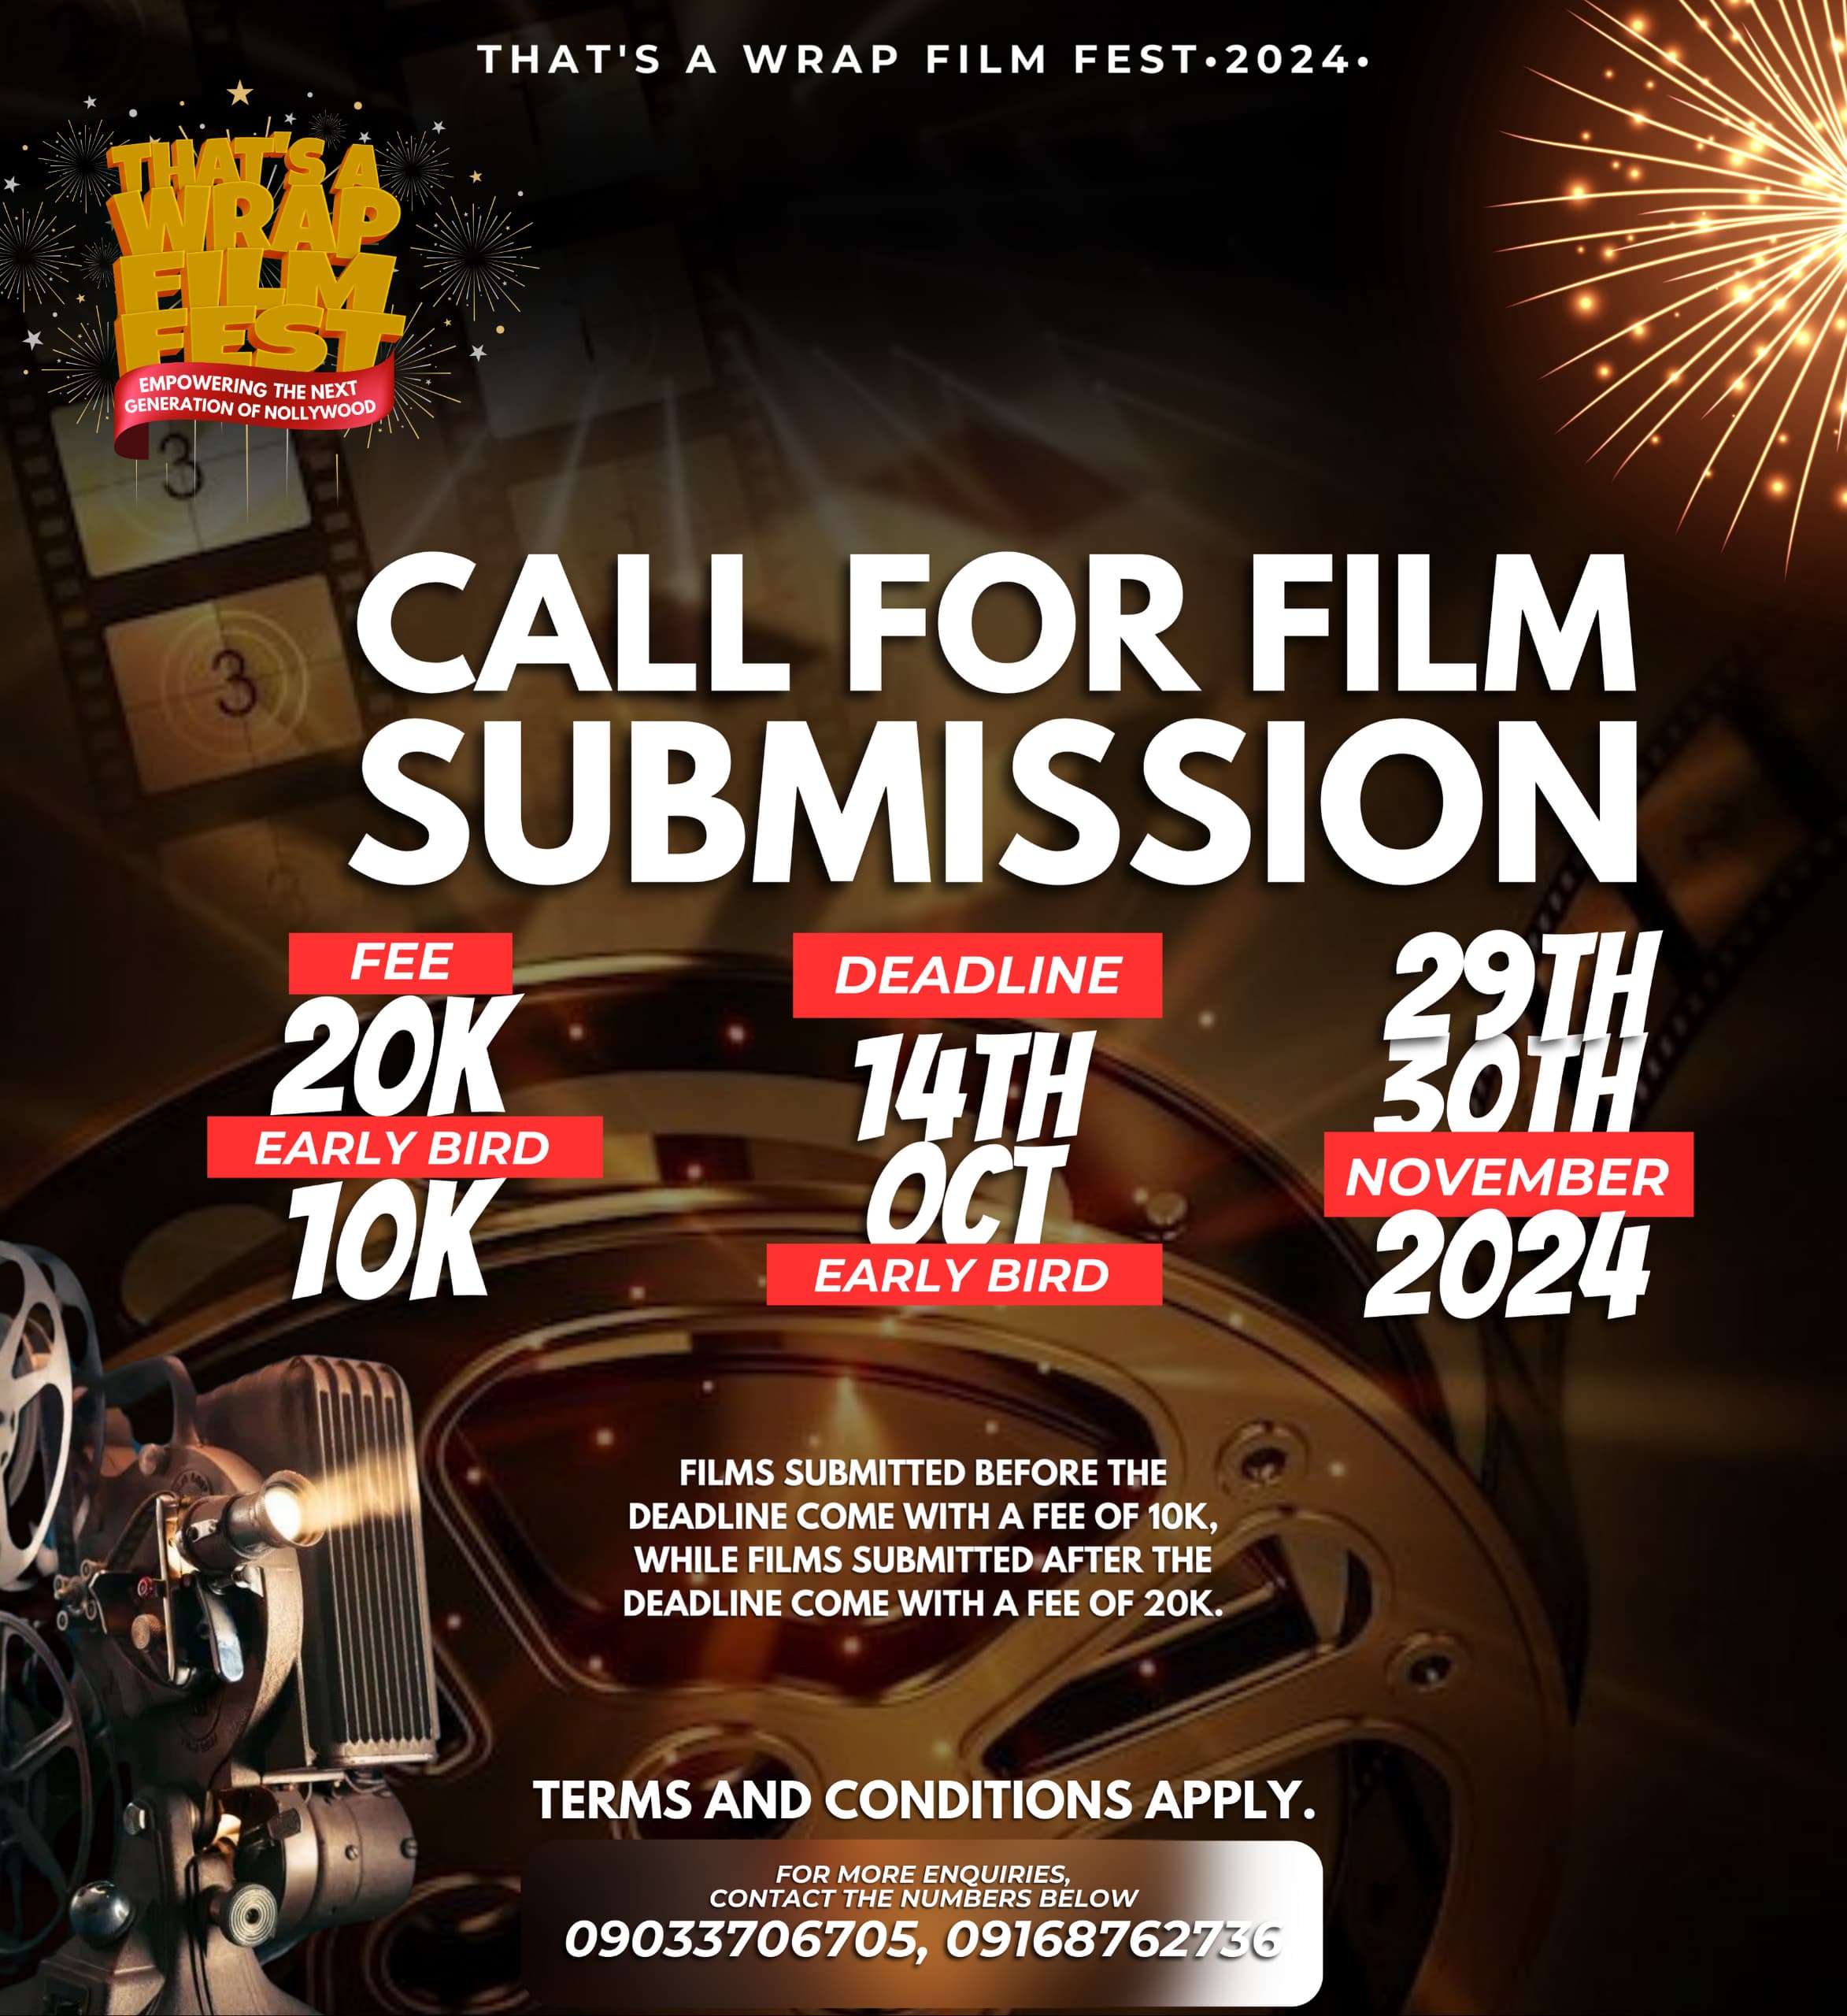 THAT'S A WRAP FILM FEST•2024•
THAT'S A
WRAP
FILM
FEST
EMPOWERING THE NEXT
GENERATION OF NOLLYWOOD
3
3
CALL FOR FILM
SUBMISSION
FEE
20K
EARLY BIRD
10K
DEADLINE
14TH
OCT
EARLY BIRD
29TH
30TH
NOVEMBER
2024
FILMS SUBMITTED BEFORE THE
DEADLINE COME WITH A FEE OF 10K,
WHILE FILMS SUBMITTED AFTER THE
DEADLINE COME WITH A FEE OF 20K.
TERMS AND CONDITIONS APPLY.
FOR MORE ENQUIRIES,
CONTACT THE NUMBERS BELOW
09033706705, 09168762736